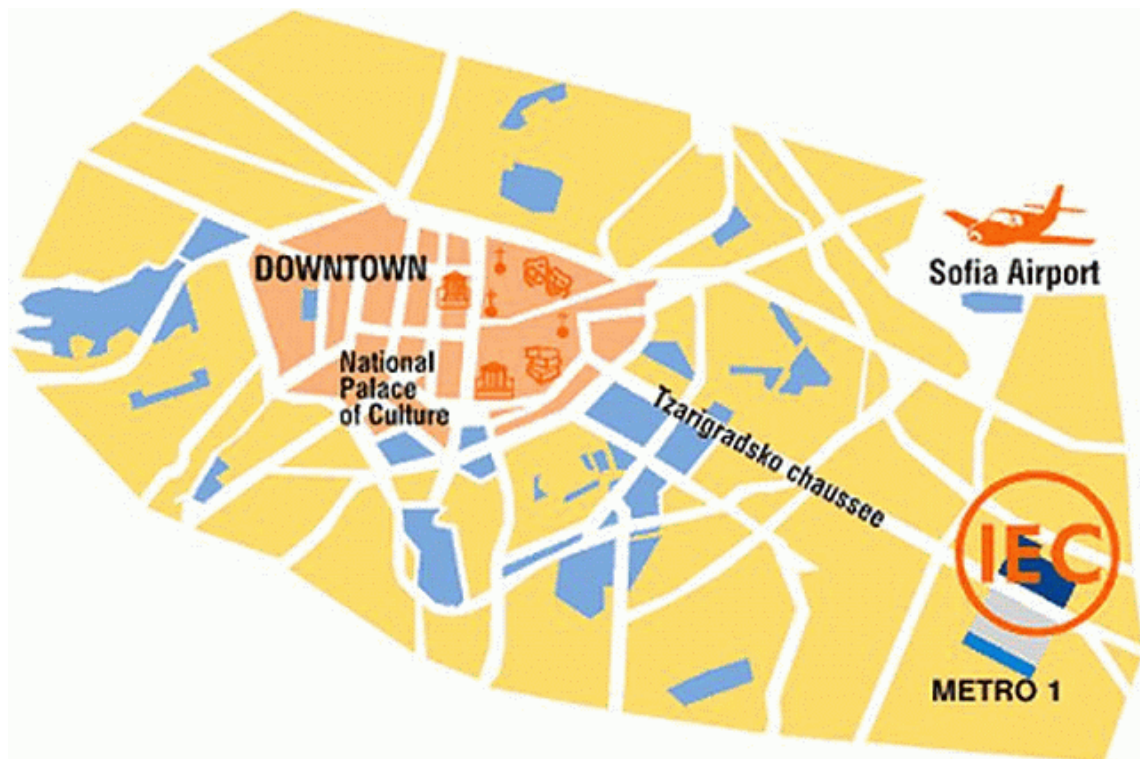 DOWNTOWN
Sofia Airport
National
Palace
of Culture
Tzarigradsko chaussee
IEC
METRO 1